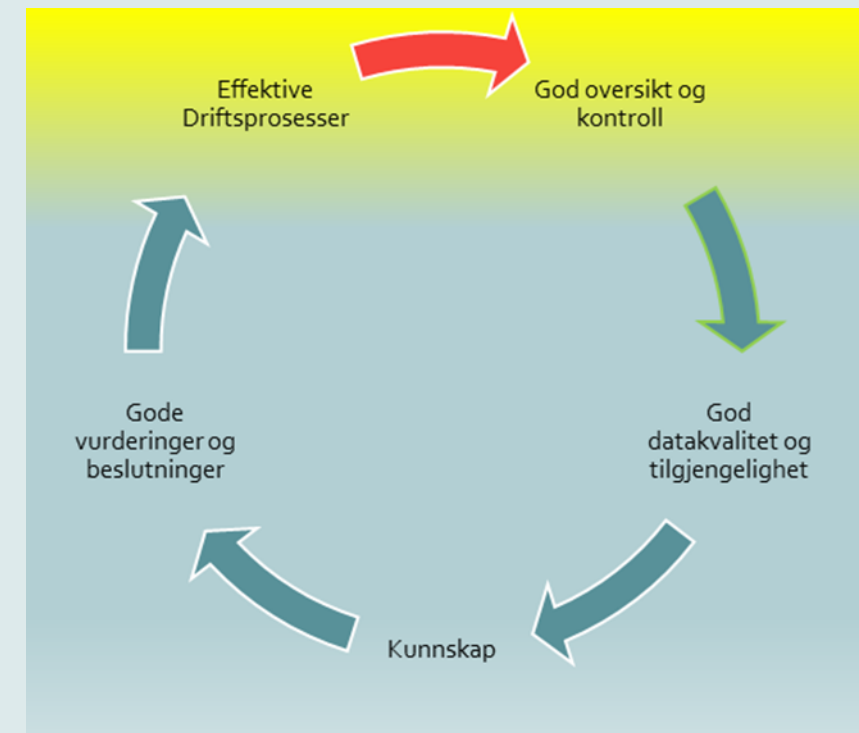 Effektive
Driftsprosesser
God oversikt og
kontroll
God
datakvalitet og
tilgjengelighet
Kunnskap
Gode
vurderinger og
beslutninger